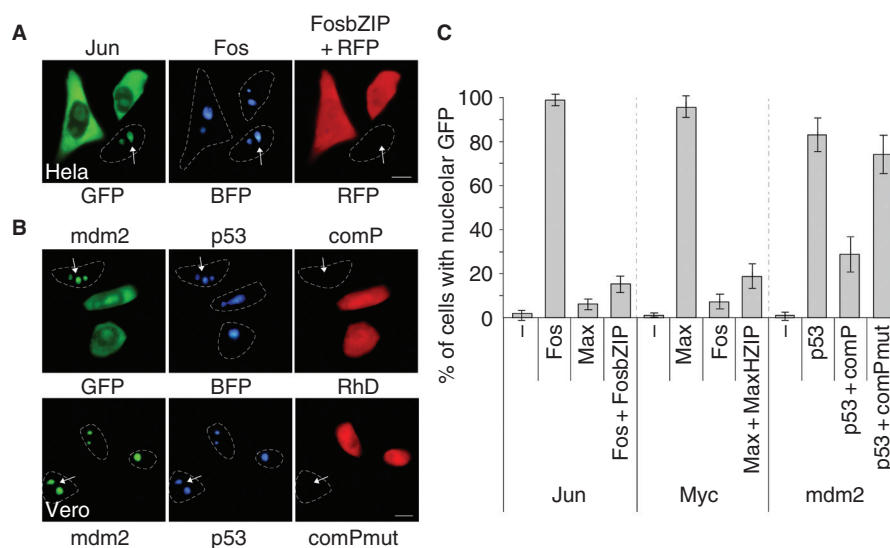 A
Jun Fos FosbZIP + RFP
Hela
GFP BFP RFP
B
mdm2 p53 comP
GFP BFP RhD
Vero
mdm2 p53 comPmut
C
% of cells with nucleolar GFP
100
80
60
40
20
0
– Fos Max Fos + FosbZIP – Max Fos Max + MaxHZIP – p53 p53 + comP p53 + comPmut
Jun Myc mdm2